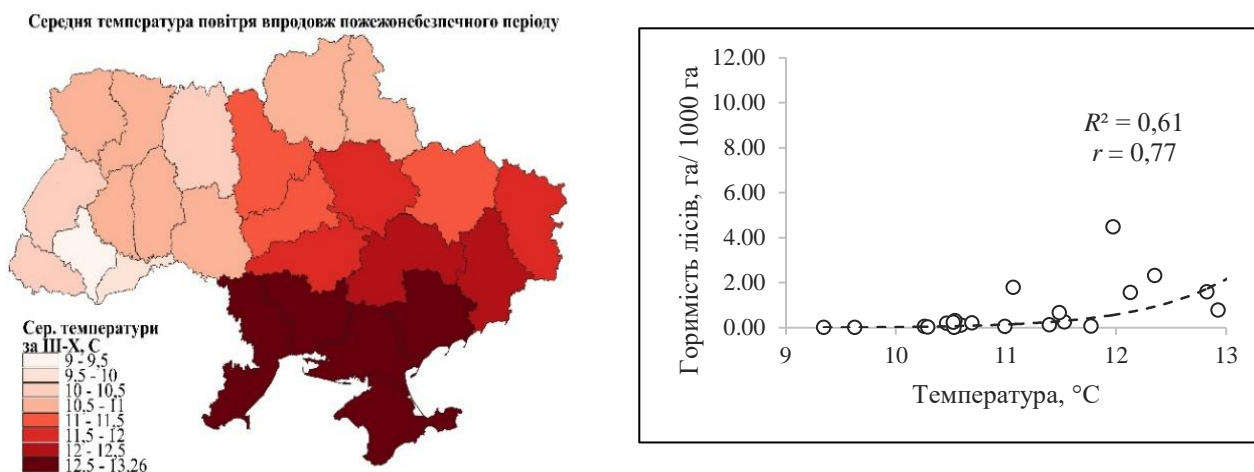 Середня температура повітря впродовж пожежонебезпечного періоду
Сер. температури
за III-X, С
9 - 9,5
9,5 - 10
10 - 10,5
10,5 - 11
11 - 11,5
11,5 - 12
12 - 12,5
12,5 - 13,26
Горимість лісів, га/ 1000 га
12.00
10.00
8.00
6.00
4.00
2.00
0.00
R² = 0,61
r = 0,77
9 10 11 12 13
Температура, °C